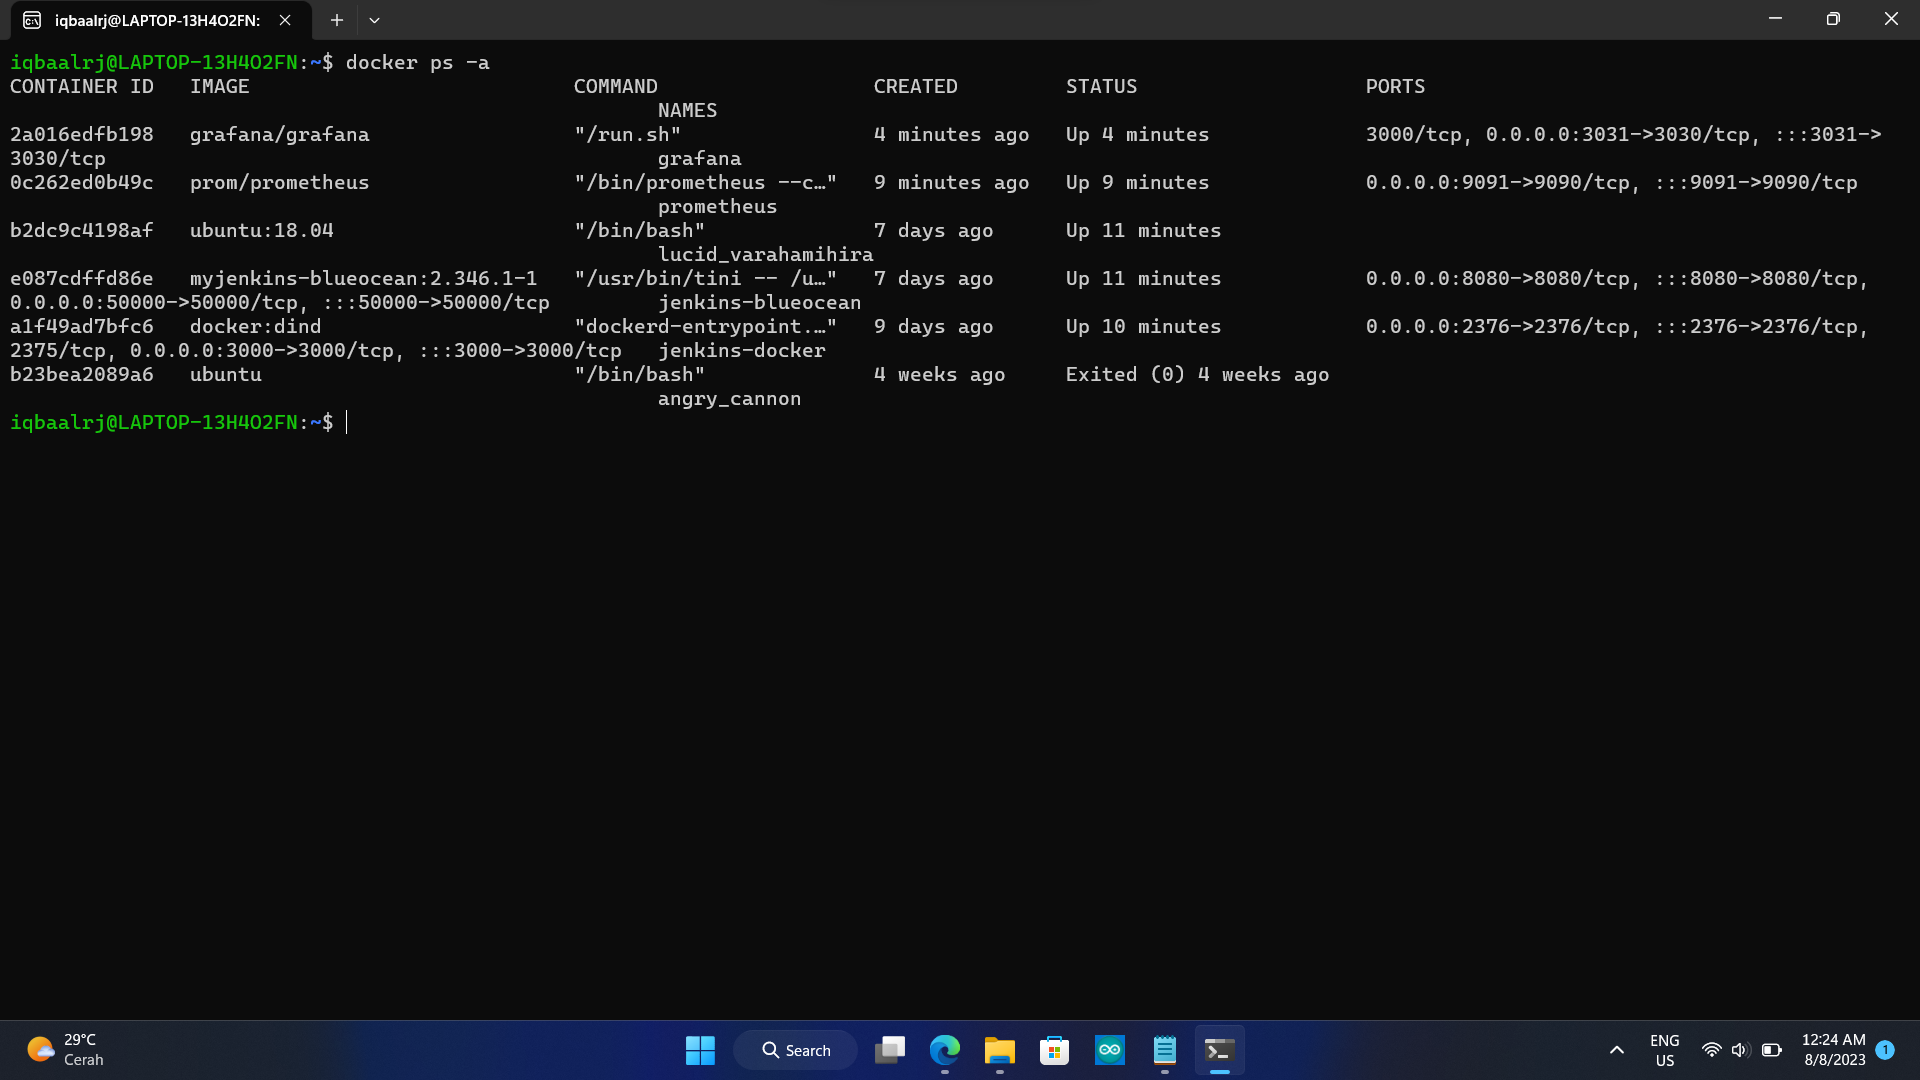 iqbaalrj@LAPTOP-13H4O2FN:
iqbaalrj@LAPTOP-13H4O2FN:~$ docker ps -a
CONTAINER ID   IMAGE                           COMMAND                  CREATED         STATUS                   PORTS
NAMES
2a016edfb198   grafana/grafana                 "/run.sh"                4 minutes ago   Up 4 minutes             3000/tcp, 0.0.0.0:3031->3030/tcp, :::3031->
3030/tcp                                              grafana
0c262ed0b49c   prom/prometheus                 "/bin/prometheus --c…"   9 minutes ago   Up 9 minutes             0.0.0.0:9091->9090/tcp, :::9091->9090/tcp
prometheus
b2dc9c4198af   ubuntu:18.04                    "/bin/bash"              7 days ago      Up 11 minutes
lucid_varahamihira
e087cdffd86e   myjenkins-blueocean:2.346.1-1   "/usr/bin/tini -- /u…"   7 days ago      Up 11 minutes            0.0.0.0:8080->8080/tcp, :::8080->8080/tcp,
0.0.0.0:50000->50000/tcp, :::50000->50000/tcp         jenkins-blueocean
a1f49ad7bfc6   docker:dind                     "dockerd-entrypoint.…"   9 days ago      Up 10 minutes            0.0.0.0:2376->2376/tcp, :::2376->2376/tcp,
2375/tcp, 0.0.0.0:3000->3000/tcp, :::3000->3000/tcp   jenkins-docker
b23bea2089a6   ubuntu                          "/bin/bash"              4 weeks ago     Exited (0) 4 weeks ago
angry_cannon
iqbaalrj@LAPTOP-13H4O2FN:~$
29°C
Cerah
Search
ENG
US
12:24 AM
8/8/2023
1